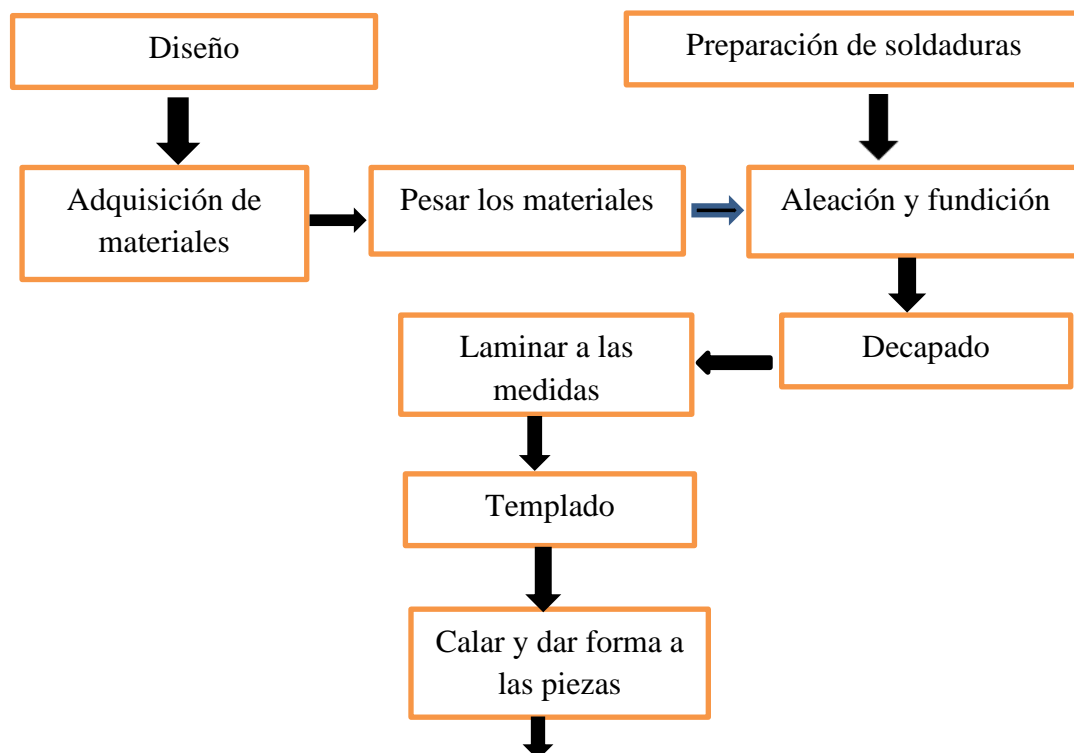 Diseño
Preparación de soldaduras
Adquisición de
materiales
Pesar los materiales
Aleación y fundición
Laminar a las
medidas
Decapado
Templado
Calar y dar forma a
las piezas